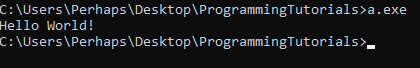 C:\Users\Perhaps\Desktop\ProgrammingTutorials>a.exe
Hello World!
C:\Users\Perhaps\Desktop\ProgrammingTutorials>